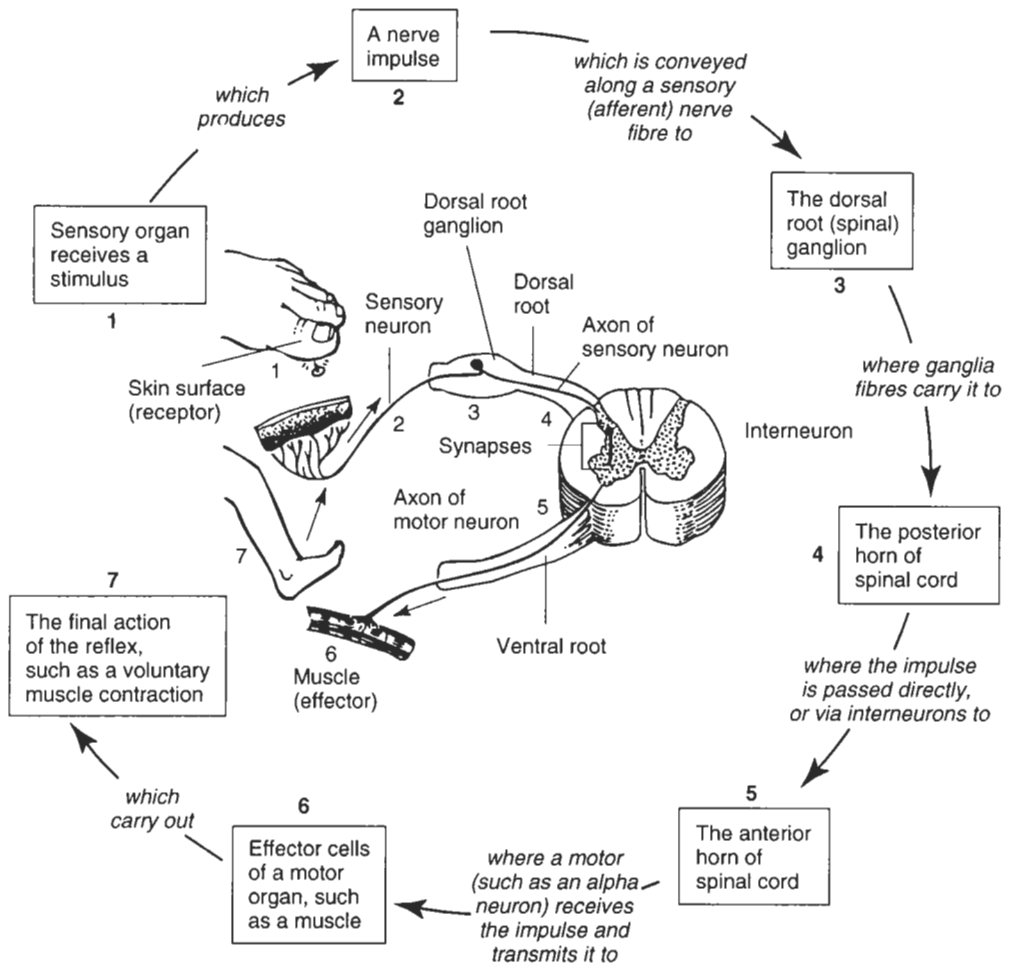 A nerve
impulse
2
which
produces
which is conveyed
along a sensory
(afferent) nerve
fibre to
Sensory organ
receives a
stimulus
1
The dorsal
root (spinal)
ganglion
3
where ganglia
fibres carry it to
The posterior
horn of
spinal cord
4
where the impulse
is passed directly,
or via interneurons to
5
The anterior
horn of
spinal cord
where a motor
(such as an alpha
neuron) receives
the impulse and
transmits it to
6
Effector cells
of a motor
organ, such
as a muscle
which
carry out
7
The final action
of the reflex,
such as a voluntary
muscle contraction
Dorsal root
ganglion
Dorsal
root
Sensory
neuron
Axon of
sensory neuron
Skin surface
(receptor)
1
2
3
4
Synapses
Interneuron
Axon of
motor neuron
5
7
Ventral root
6
Muscle
(effector)